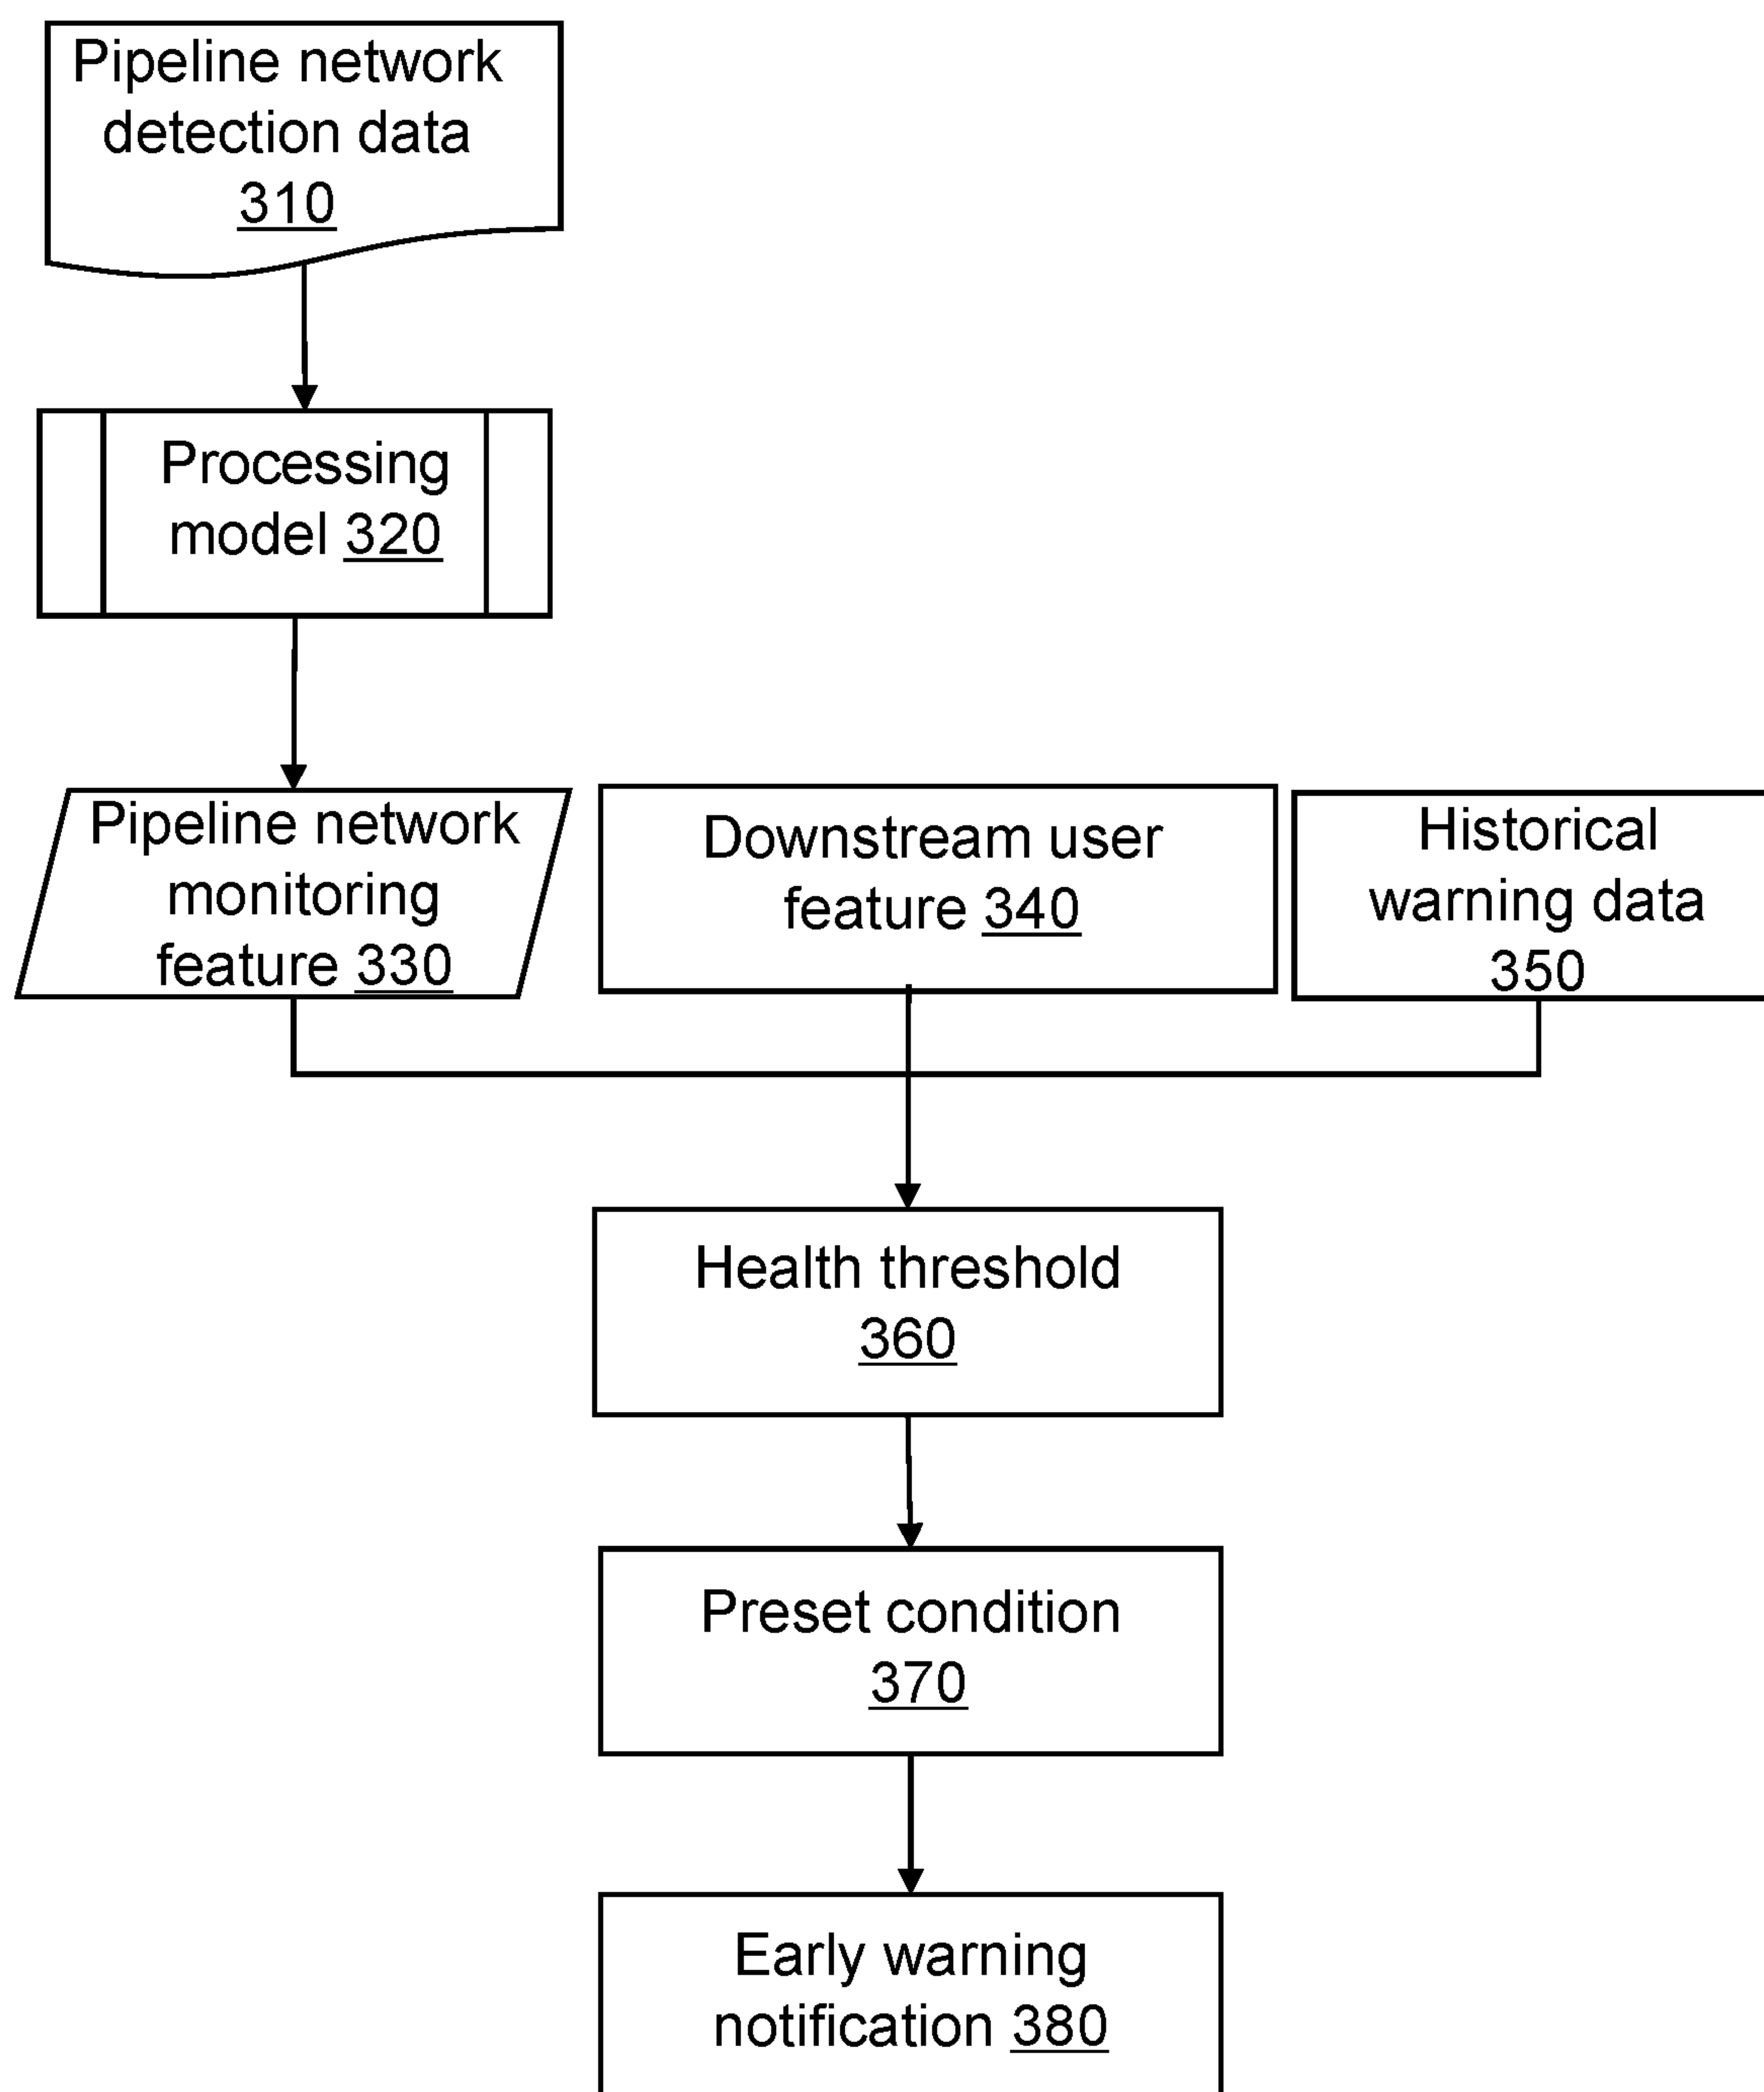 Pipeline network
detection data
310
Processing
model 320
Pipeline network
monitoring
feature 330
Downstream user
feature 340
Historical
warning data
350
Health threshold
360
Preset condition
370
Early warning
notification 380